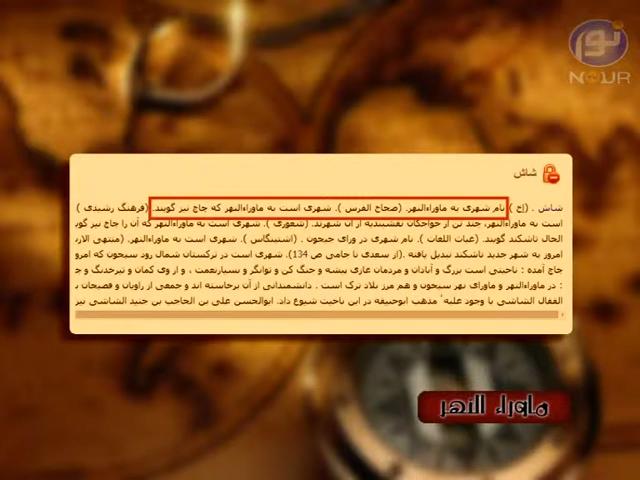 نور
NOUR
شاش
شاش . (اِخ ) نام شهری به ماوراءالنهر. (صحاح الفرس ). شهری است به ماوراءالنهر که چاچ نیز گویند. (فرهنگ رشیدی )
است به ماوراءالنهر، چند تن از خواجگان نقشبندیه از آن شهرند. (شعوری ). شهری است به ماوراءالنهر که آن را چاچ نیز گوی
الحال تاشکند گویند. (غیاث اللغات ). نام شهری در ورای جیحون . (اشتینگاس ). شهری است به ماوراءالنهر. (منتهی الارب
امروز به شهر جدید تاشکند تبدیل یافته . (از سعدی تا جامی ص 134). شهری است در ترکستان شمال رود سیحون که امرو
چاچ آمده : ناحیتی است بزرگ و آبادان و مردمان غازی پیشه و جنگ کن و توانگر و بسیارنعمت ، و از وی کمان و تیرخدنگ و چ
: در ماوراءالنهر و ماورای نهر سیحون و هم مرز بلاد ترک است . دانشمندانی از آن برخاسته اند و جمعی از راویان و فصیحان ب
القفال الشاشی با وجود غلبه ٔ مذهب ابوحنیفه در این ناحیت شیوع داد. ابوالحسن علی بن الحاجب بن جنید الشاشی نیز
ماوراء النهر